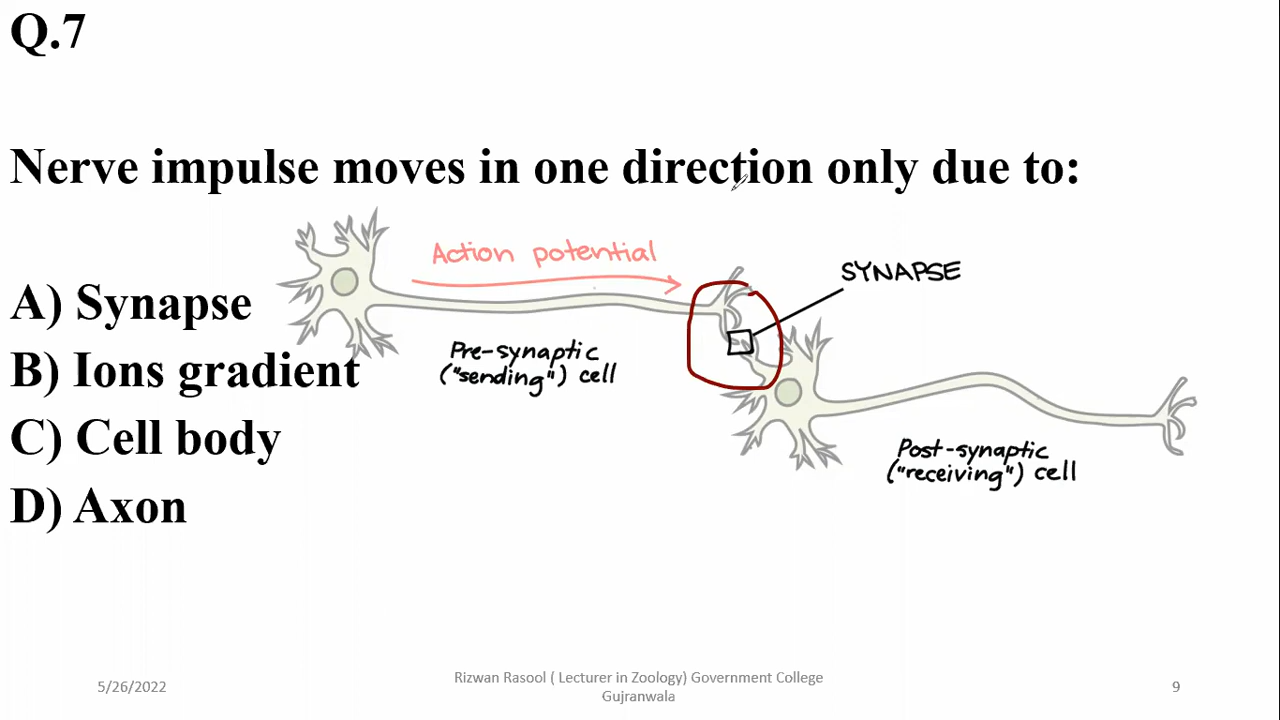 Q.7
Nerve impulse moves in one direction only due to:
Action potential
SYNAPSE
A) Synapse
Pre-synaptic
("sending") cell
B) Ions gradient
C) Cell body
Post-synaptic
("receiving") cell
D) Axon
5/26/2022
Rizwan Rasool ( Lecturer in Zoology) Government College
Gujranwala
9